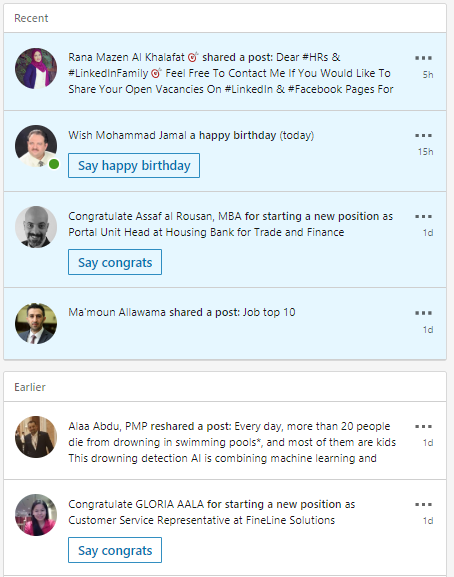 Recent
Rana Mazen Al Khalafat 🎯 shared a post: Dear #HRs &
#LinkedInFamily 🎯 Feel Free To Contact Me If You Would Like To
Share Your Open Vacancies On #LinkedIn & #Facebook Pages For
5h
Wish Mohammad Jamal a happy birthday (today)
15h
Say happy birthday
Congratulate Assaf al Rousan, MBA for starting a new position as
Portal Unit Head at Housing Bank for Trade and Finance
1d
Say congrats
Ma'moun Allawama shared a post: Job top 10
1d
Earlier
Alaa Abdu, PMP reshared a post: Every day, more than 20 people
die from drowning in swimming pools*, and most of them are kids
This drowning detection AI is combining machine learning and
1d
Congratulate GLORIA AALA for starting a new position as
Customer Service Representative at FineLine Solutions
1d
Say congrats